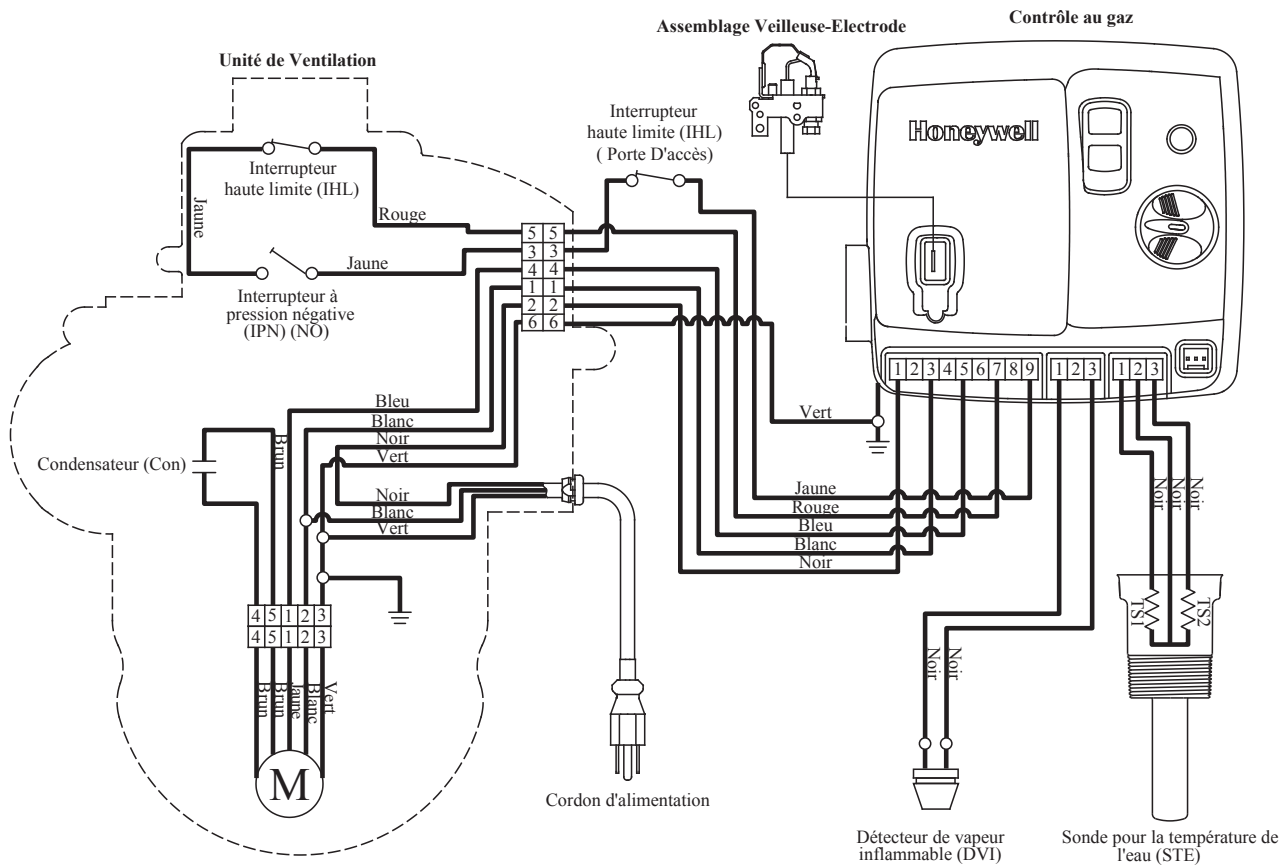 Contrôle au gaz
Assemblage Veilleuse-Electrode
Unité de Ventilation
Interrupteur
haute limite (IHL)
( Porte D'accès)
Honeywell
Interrupteur
haute limite (IHL)
Jaune
Rouge
Jaune
Interrupteur à
pression négative
(IPN) (NO)
5 5
3 3
4 4
1 1
2 2
6 6
1 2 3 4 5 6 7 8 9
1 2 3
1 2 3
Bleu
Blanc
Noir
Vert
Vert
Brun
Condensateur (Con)
Noir
Blanc
Vert
Jaune
Rouge
Bleu
Blanc
Noir
Noir
Noir
Noir
TS1
TS2
4 5 1 2 3
4 5 1 2 3
Brun
Brun
Jaune
Blanc
Vert
Noir
Noir
M
Cordon d'alimentation
Détecteur de vapeur
inflammable (DVI)
Sonde pour la température de
l'eau (STE)